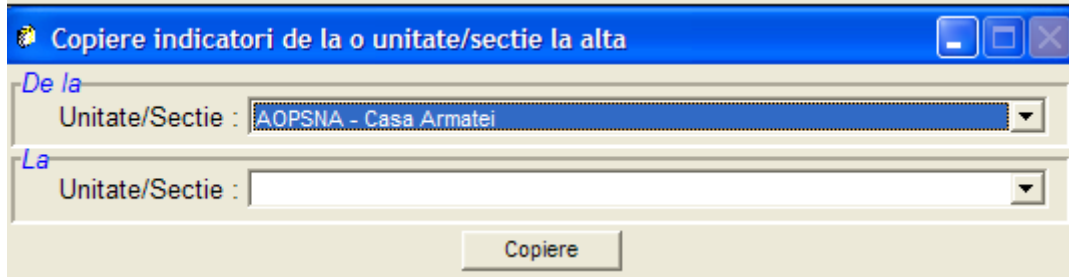 Copiere indicatori de la o unitate/sectie la alta
De la
Unitate/Sectie : AOPSNA - Casa Armatei
La
Unitate/Sectie :
Copiere